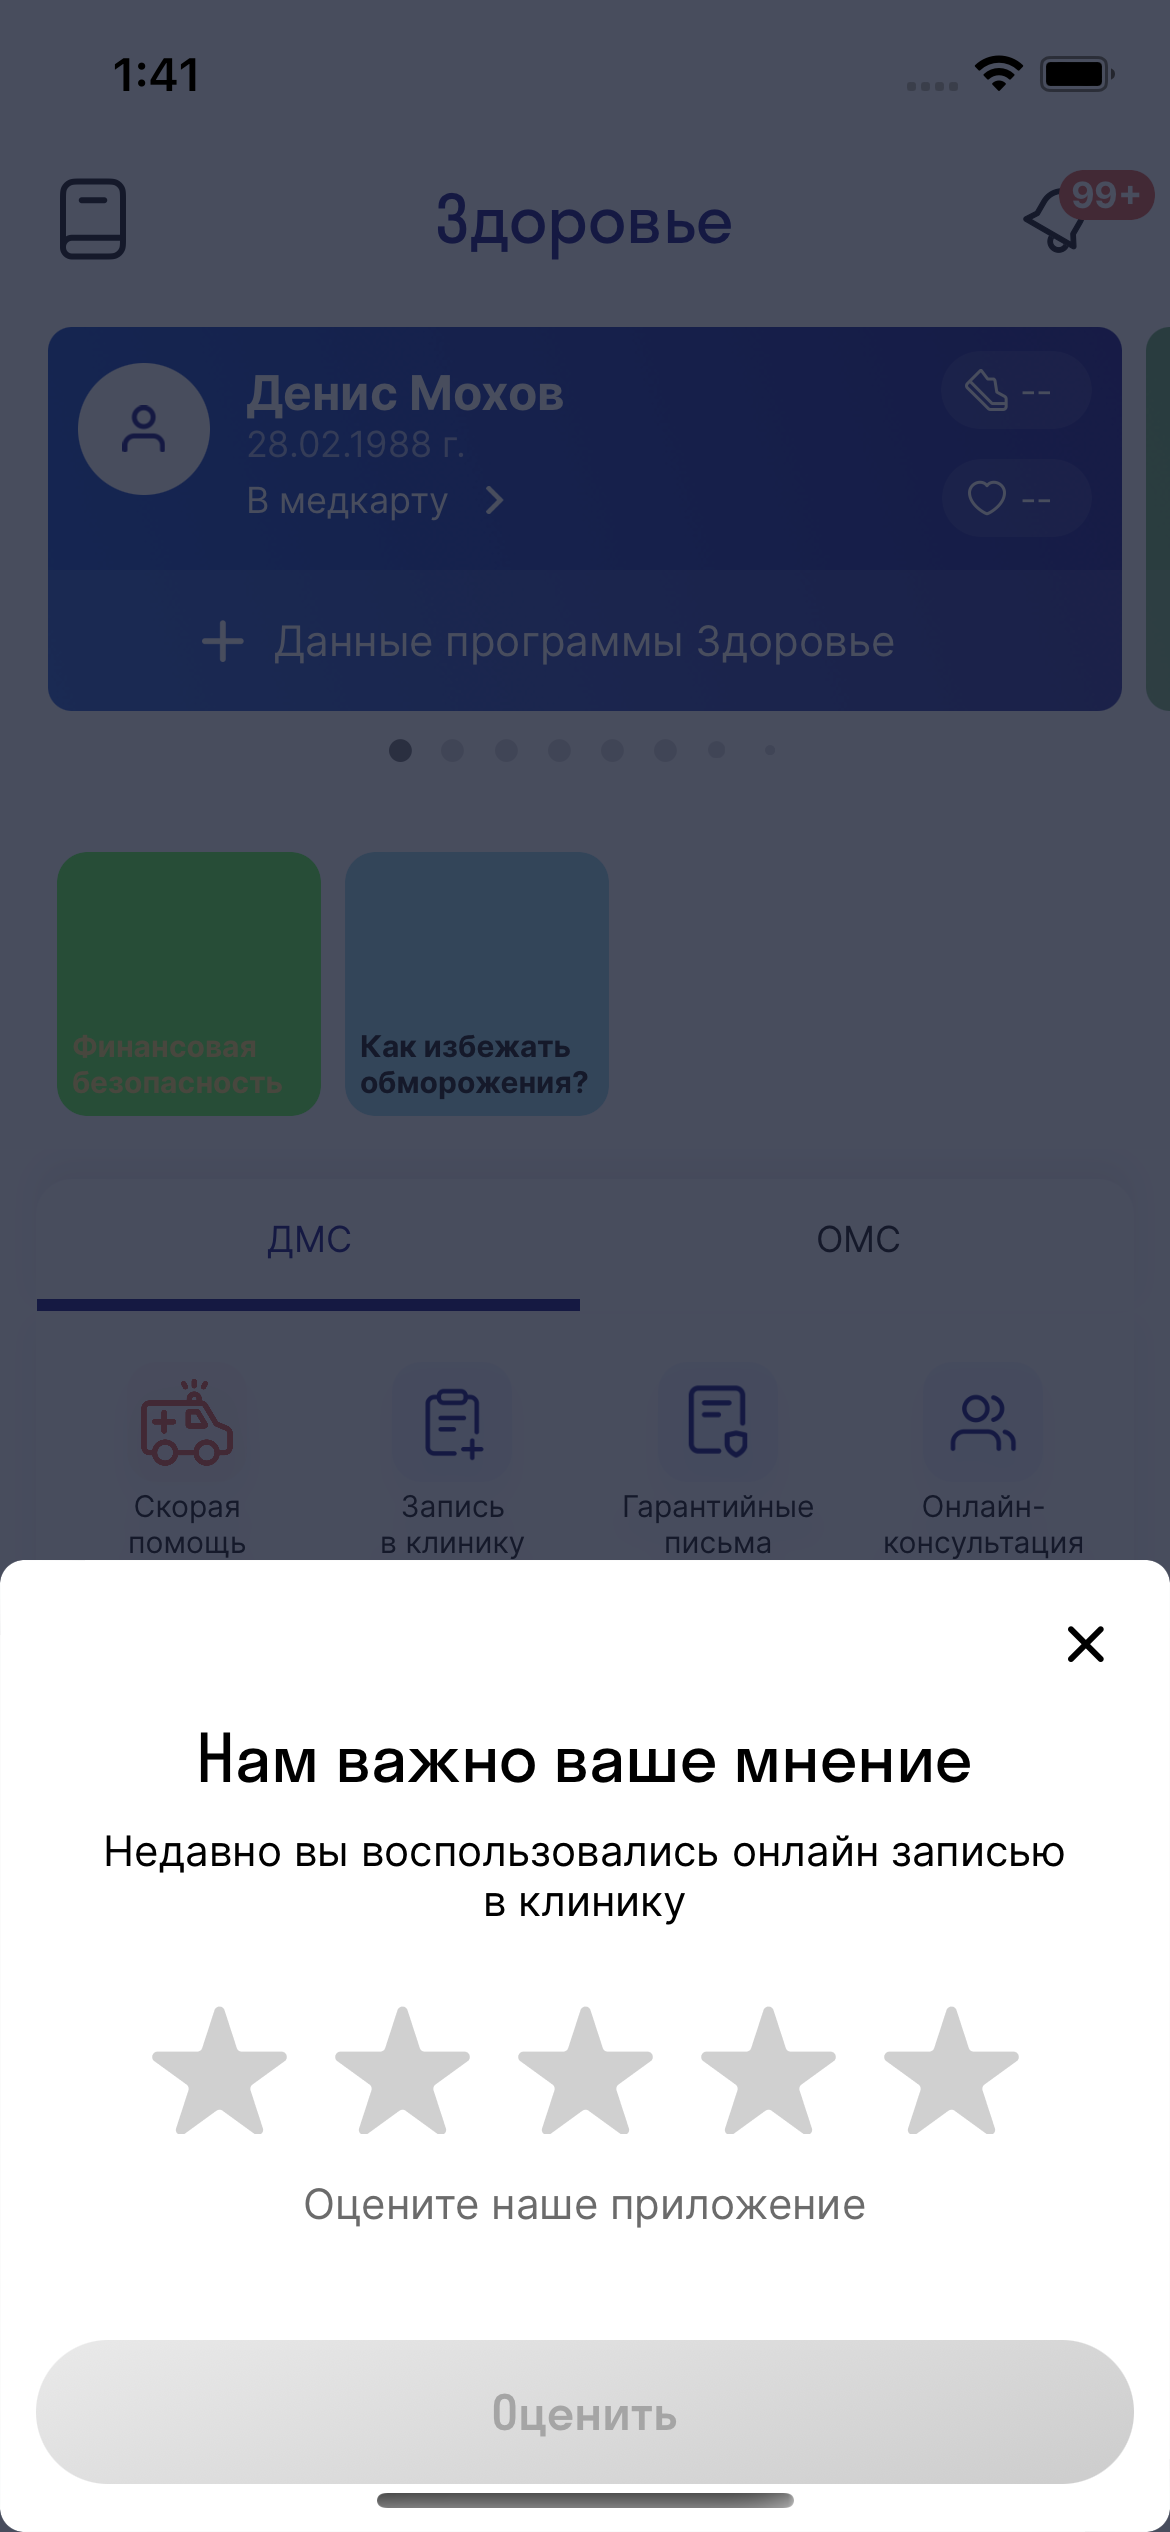 1:41
Здоровье
99+
Денис Мохов
28.02.1988 г.
В медкарту
--
--
Данные программы Здоровье
Финансовая
безопасность
Как избежать
обморожения?
ДМС
ОМС
Скорая
помощь
Запись
в клинику
Гарантийные
письма
Онлайн-
консультация
Нам важно ваше мнение
Недавно вы воспользовались онлайн записью
в клинику
Оцените наше приложение
Оценить